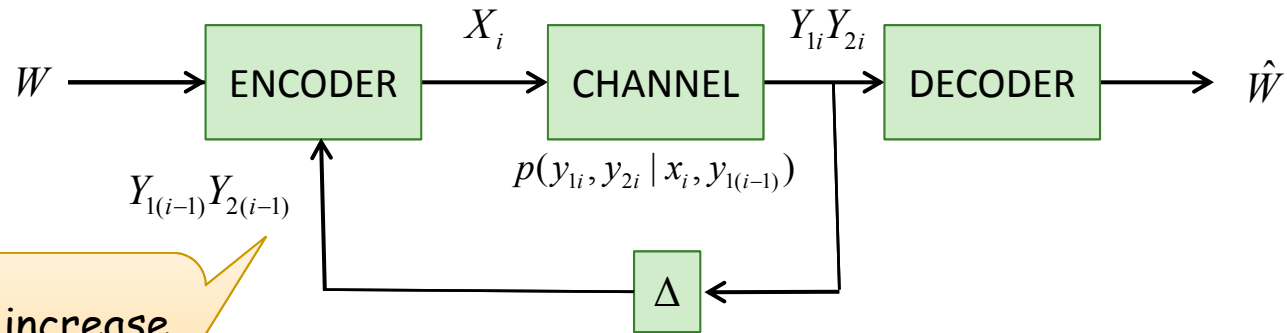 W
ENCODER
X_i
CHANNEL
Y_{1i}Y_{2i}
DECODER
\hat{W}
p(y_{1i}, y_{2i} | x_i, y_{1(i-1)})
Y_{1(i-1)}Y_{2(i-1)}
Δ
increase